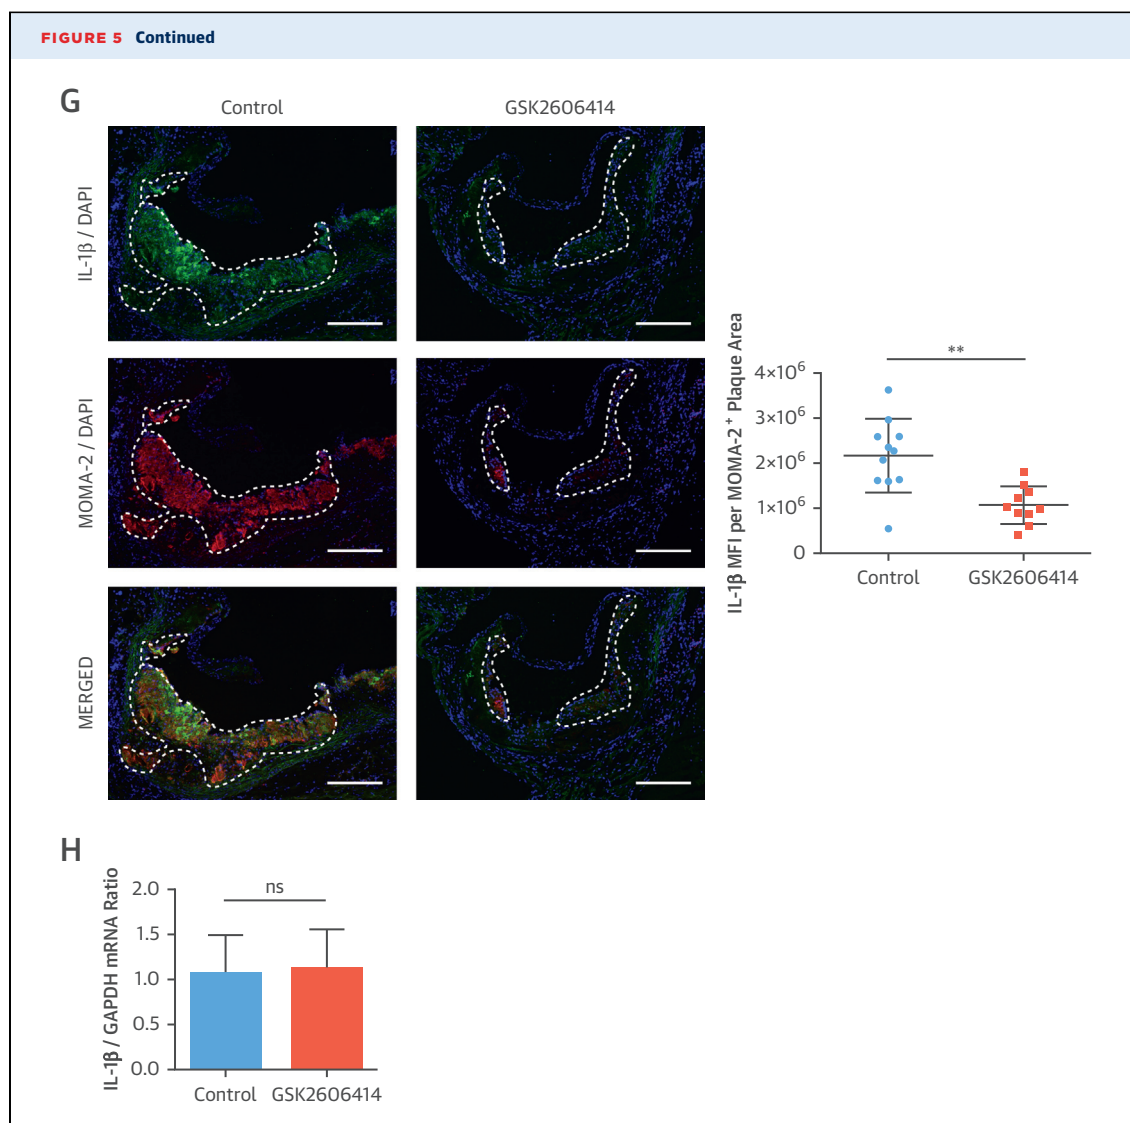 FIGURE 5 Continued
G
Control
GSK2606414
IL-1β / DAPI
MOMA-2 / DAPI
MERGED
IL-1β MFI per MOMA-2⁺ Plaque Area
**
4×10⁶
3×10⁶
2×10⁶
1×10⁶
0
Control
GSK2606414
H
IL-1β / GAPDH mRNA Ratio
ns
2.0
1.5
1.0
0.5
0.0
Control
GSK2606414